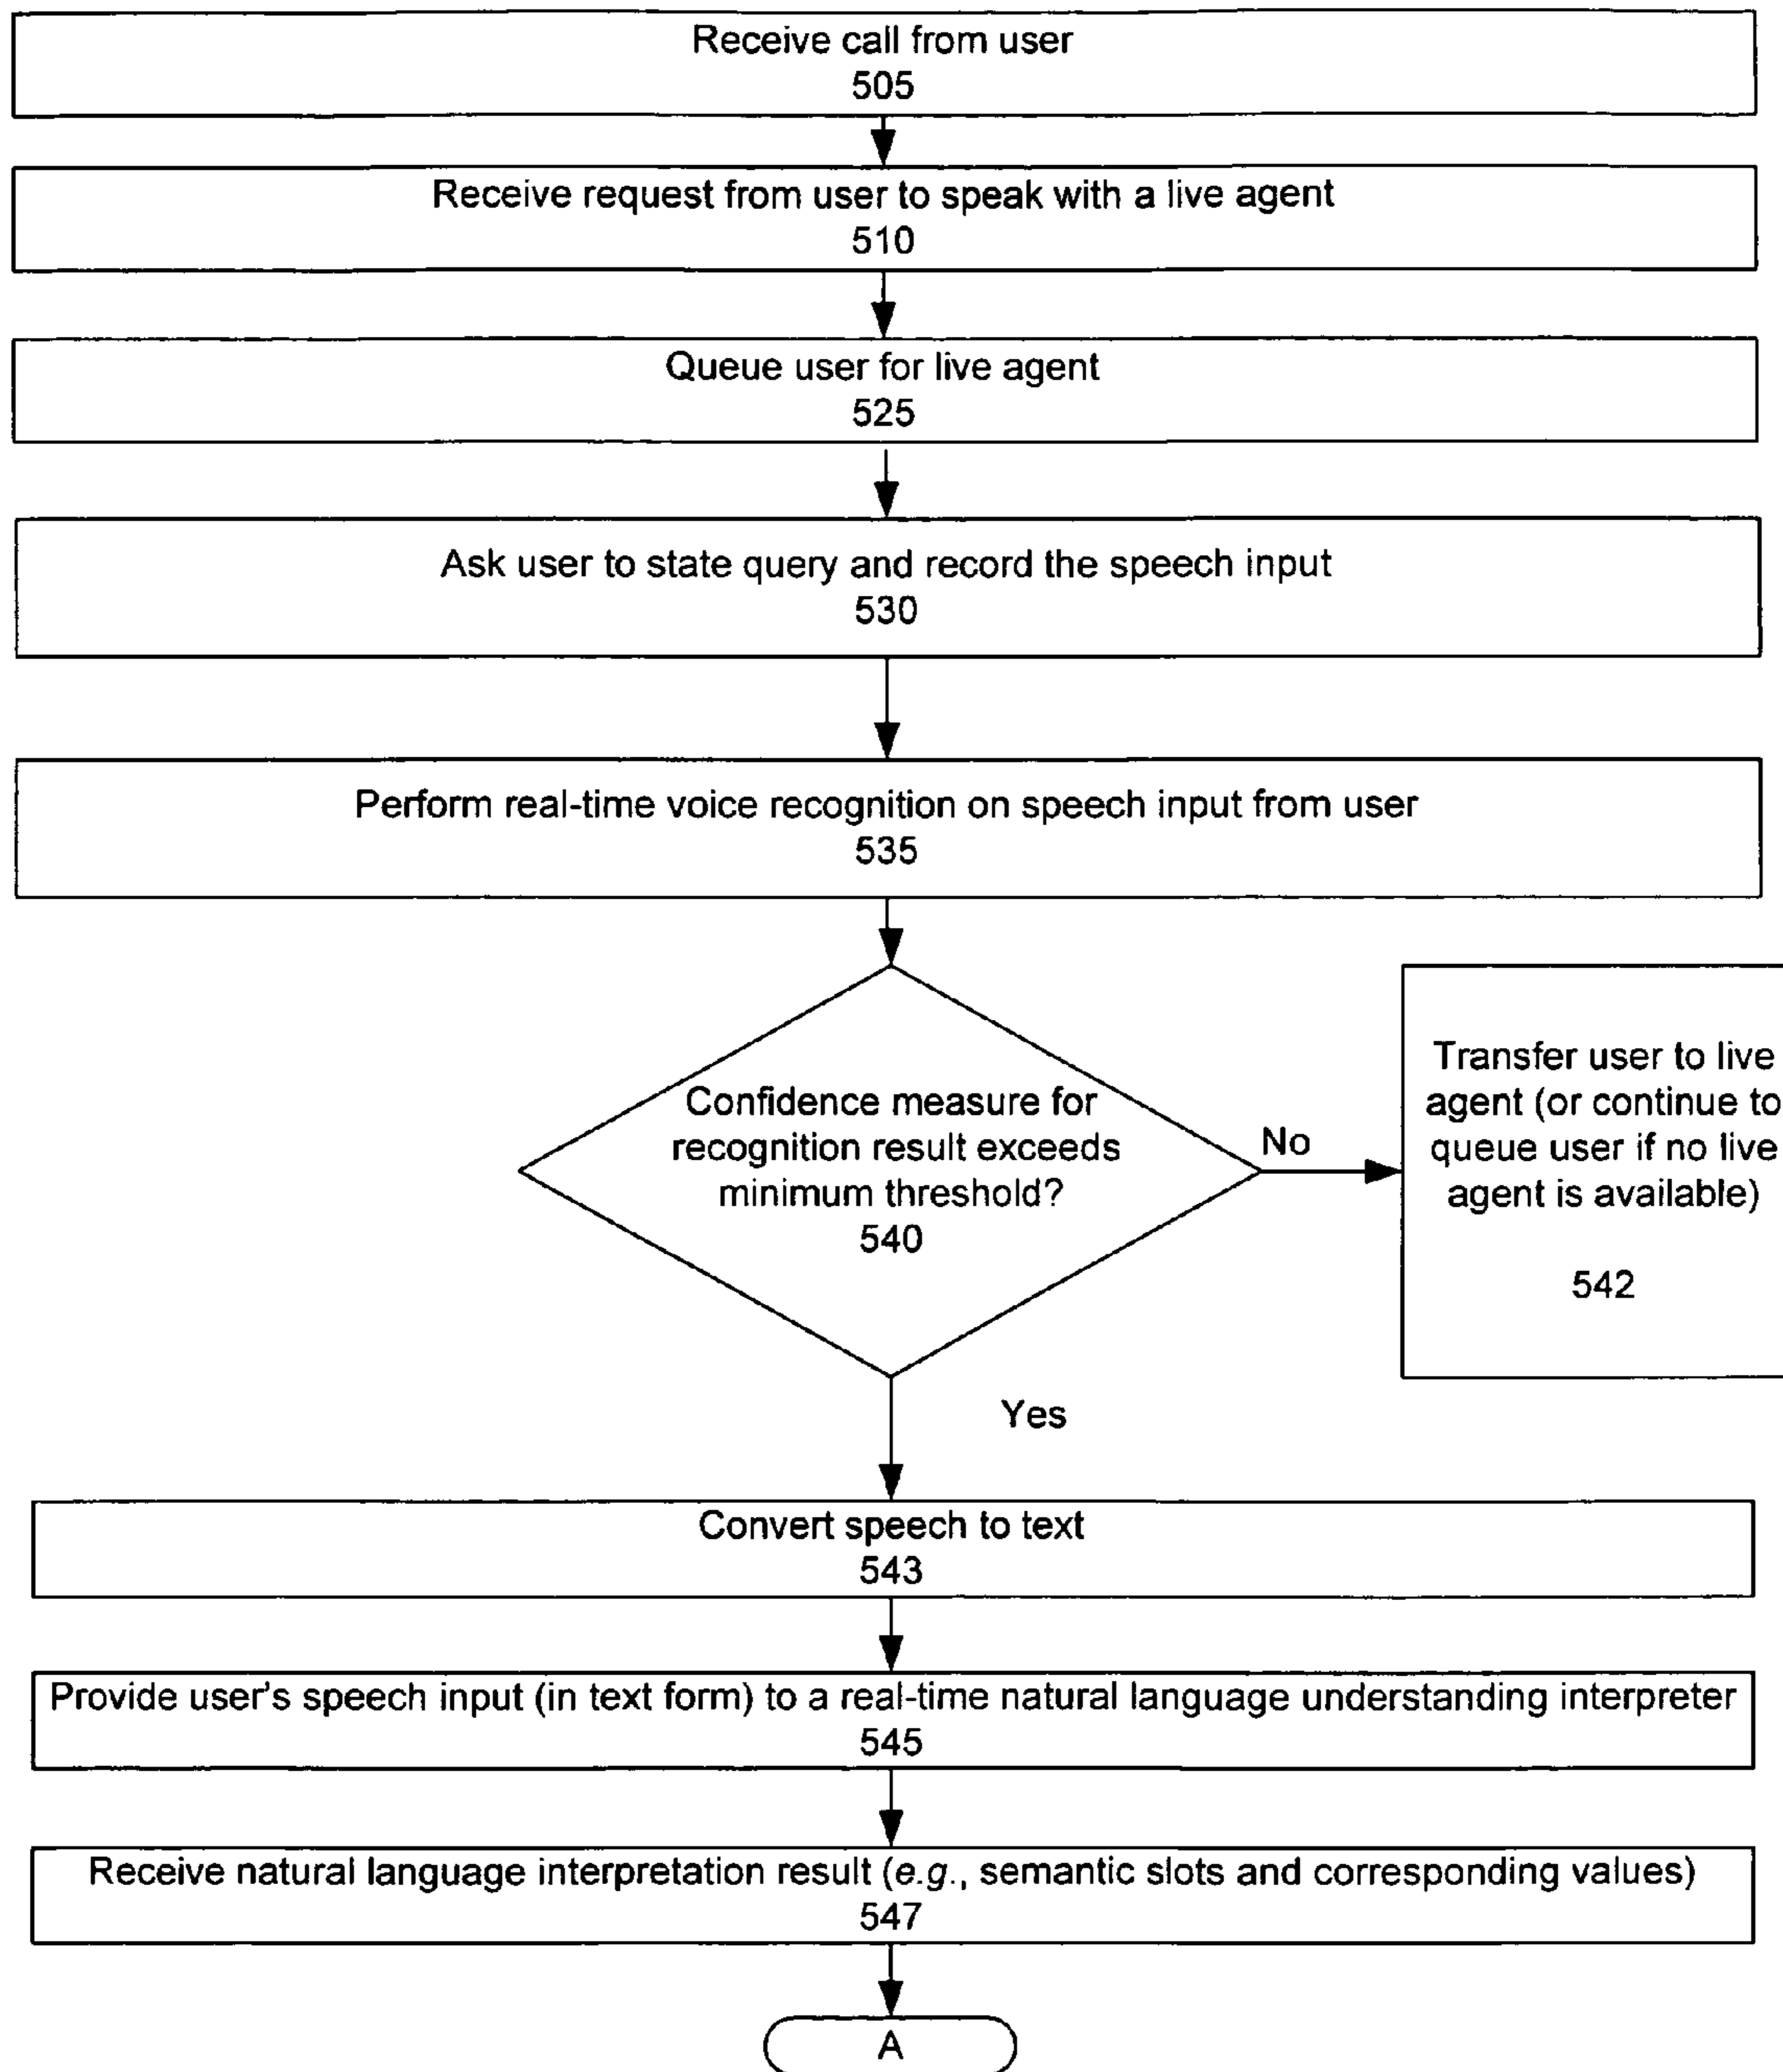 Receive call from user
505
Receive request from user to speak with a live agent
510
Queue user for live agent
525
Ask user to state query and record the speech input
530
Perform real-time voice recognition on speech input from user
535
Confidence measure for
recognition result exceeds
minimum threshold?
540
No
Transfer user to live
agent (or continue to
queue user if no live
agent is available)
542
Yes
Convert speech to text
543
Provide user's speech input (in text form) to a real-time natural language understanding interpreter
545
Receive natural language interpretation result (e.g., semantic slots and corresponding values)
547
A